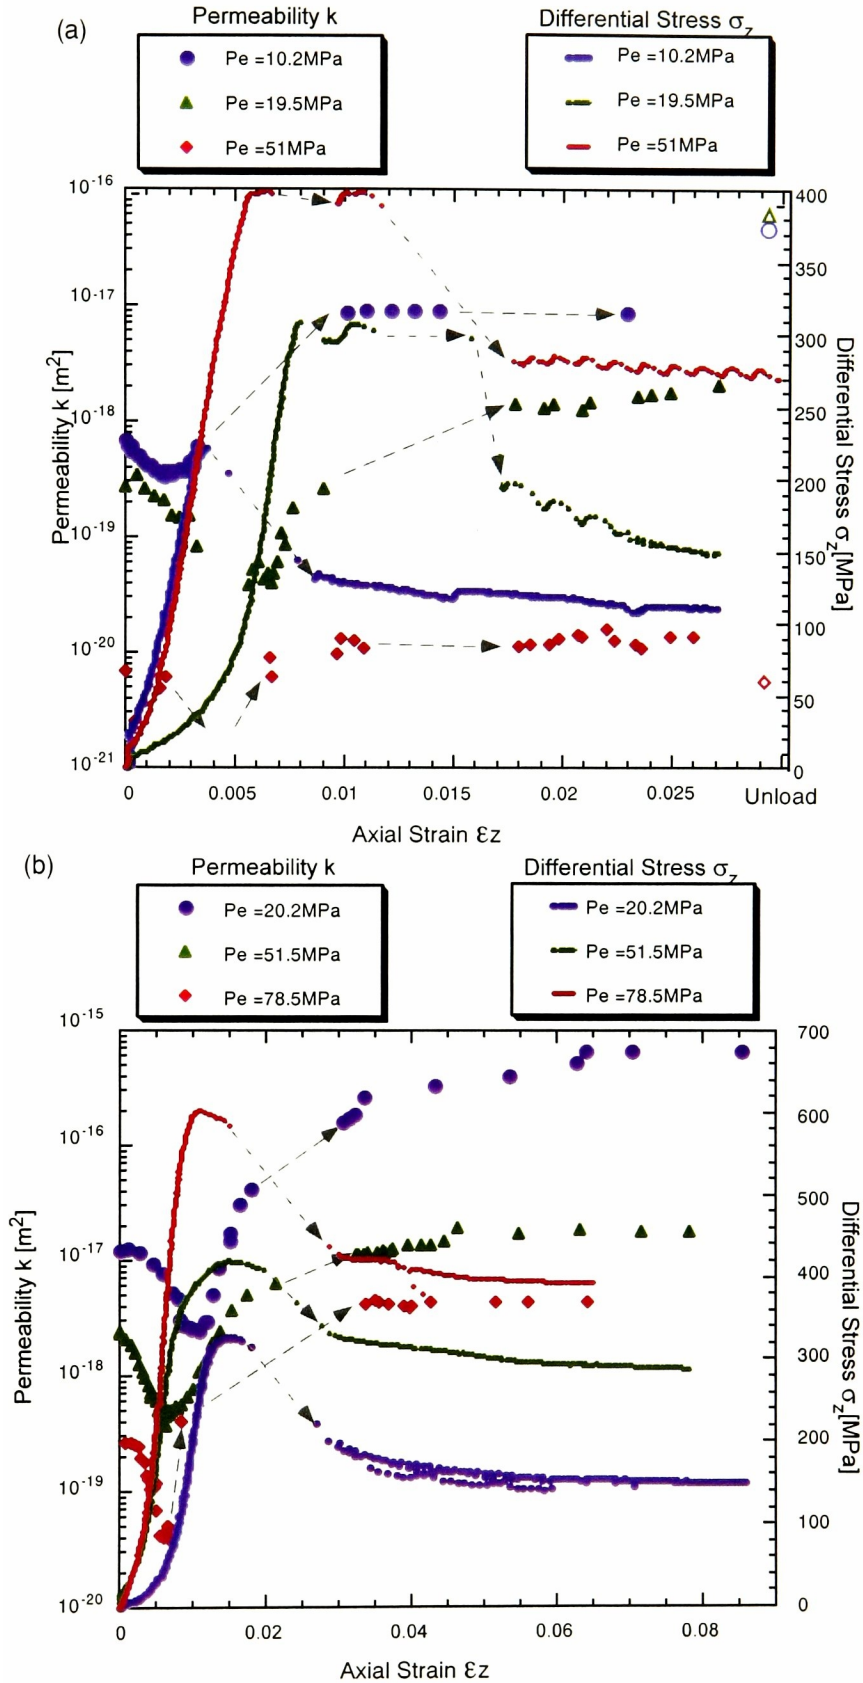 (a)
Permeability k
Pe =10.2MPa
Pe =19.5MPa
Pe =51MPa
Differential Stress σz
Pe =10.2MPa
Pe =19.5MPa
Pe =51MPa
Permeability k [m²]
10⁻¹⁶
10⁻¹⁷
10⁻¹⁸
10⁻¹⁹
10⁻²⁰
10⁻²¹
400
350
300
250
200
150
100
50
0
Differential Stress σz[MPa]
0
0.005
0.01
0.015
0.02
0.025
Unload
Axial Strain εz
(b)
Permeability k
Pe =20.2MPa
Pe =51.5MPa
Pe =78.5MPa
Differential Stress σz
Pe =20.2MPa
Pe =51.5MPa
Pe =78.5MPa
Permeability k [m²]
10⁻¹⁵
10⁻¹⁶
10⁻¹⁷
10⁻¹⁸
10⁻¹⁹
10⁻²⁰
700
600
500
400
300
200
100
0
Differential Stress σz[MPa]
0
0.02
0.04
0.06
0.08
Axial Strain εz